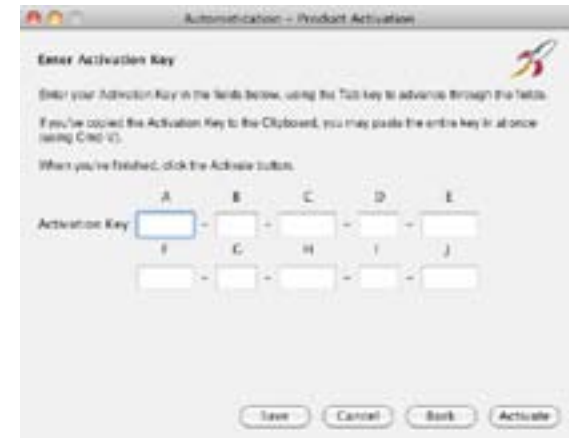 Automatication – Product Activation
Enter Activation Key
Enter your Activation Key in the fields below, using the Tab key to advance through the fields.
If you've copied the Activation Key to the Clipboard, you may paste the entire key in at once
(using Cmd-V).
When you're finished, click the Activate button.
A B C D E
Activation Key - - - -
F G H I J
- - - -
Save Cancel Back Activate